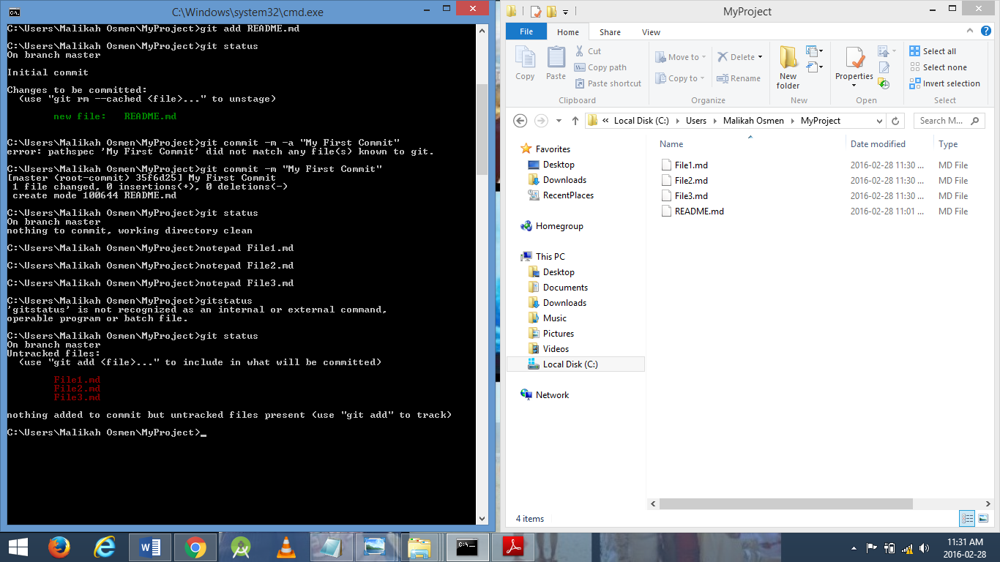 C:\Windows\system32\cmd.exe
C:\Users\Malikah Osmen\MyProject>git add README.md
C:\Users\Malikah Osmen\MyProject>git status
On branch master
Initial commit
Changes to be committed:
  (use "git rm --cached <file>..." to unstage)
        new file:   README.md
C:\Users\Malikah Osmen\MyProject>git commit -m -a "My First Commit"
error: pathspec 'My First Commit' did not match any file(s) known to git.
C:\Users\Malikah Osmen\MyProject>git commit -m "My First Commit"
[master (root-commit) 35f6d25] My First Commit
 1 file changed, 0 insertions(+), 0 deletions(-)
 create mode 100644 README.md
C:\Users\Malikah Osmen\MyProject>git status
On branch master
nothing to commit, working directory clean
C:\Users\Malikah Osmen\MyProject>notepad File1.md
C:\Users\Malikah Osmen\MyProject>notepad File2.md
C:\Users\Malikah Osmen\MyProject>notepad File3.md
C:\Users\Malikah Osmen\MyProject>gitstatus
'gitstatus' is not recognized as an internal or external command,
operable program or batch file.
C:\Users\Malikah Osmen\MyProject>git status
On branch master
Untracked files:
  (use "git add <file>..." to include in what will be committed)
        File1.md
        File2.md
        File3.md
nothing added to commit but untracked files present (use "git add" to track)
C:\Users\Malikah Osmen\MyProject>_
MyProject
File Home Share View
Copy
Paste
Cut
Copy path
Paste shortcut
Clipboard
Move to
Copy to
Delete
Rename
Organize
New
folder
New
Properties
Open
Select all
Select none
Invert selection
Select
« Local Disk (C:) Users Malikah Osmen MyProject
Search M...
Favorites
Desktop
Downloads
RecentPlaces
Homegroup
This PC
Desktop
Documents
Downloads
Music
Pictures
Videos
Local Disk (C:)
Network
Name Date modified Type
File1.md 2016-02-28 11:30 ... MD File
File2.md 2016-02-28 11:30 ... MD File
File3.md 2016-02-28 11:30 ... MD File
README.md 2016-02-28 11:01 ... MD File
4 items
11:31 AM
2016-02-28